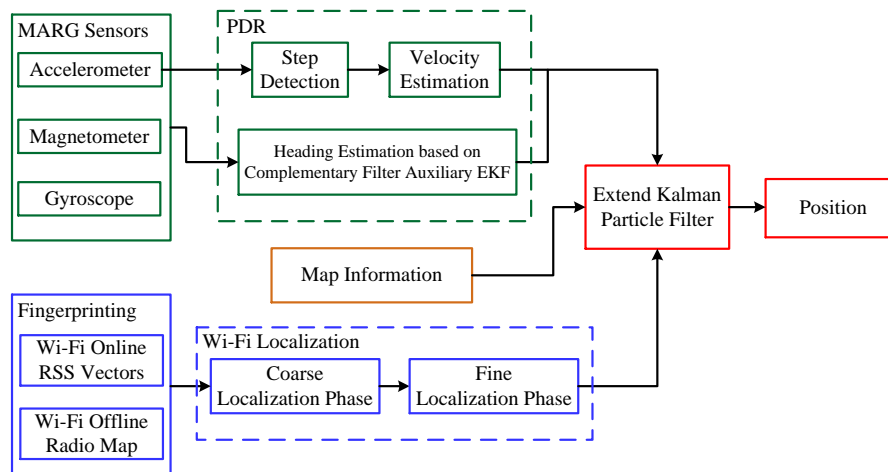 MARG Sensors
Accelerometer
Magnetometer
Gyroscope
PDR
Step
Detection
Velocity
Estimation
Heading Estimation based on
Complementary Filter Auxiliary EKF
Extend Kalman
Particle Filter
Position
Map Information
Fingerprinting
Wi-Fi Online
RSS Vectors
Wi-Fi Offline
Radio Map
Wi-Fi Localization
Coarse
Localization Phase
Fine
Localization Phase